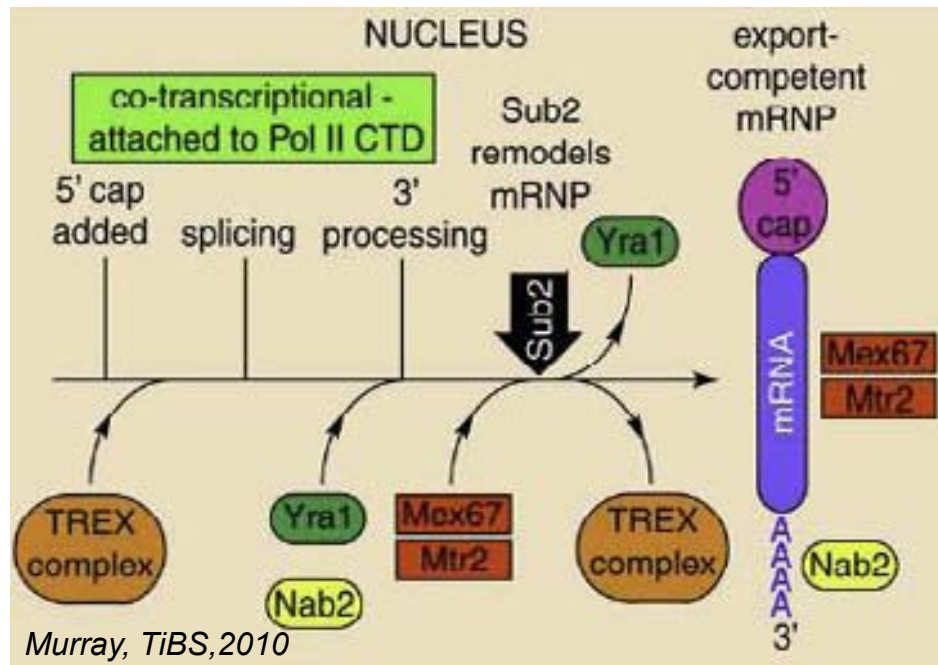 NUCLEUS
co-transcriptional -
attached to Pol II CTD
5' cap
added
splicing
3'
processing
Sub2
remodels
mRNP
Yra1
Sub2
export-
competent
mRNP
5'
cap
mRNA
Mex67
Mtr2
TREX
complex
Yra1
Nab2
Mex67
Mtr2
TREX
complex
A
A
A
A
Nab2
3'
Murray, TiBS,2010